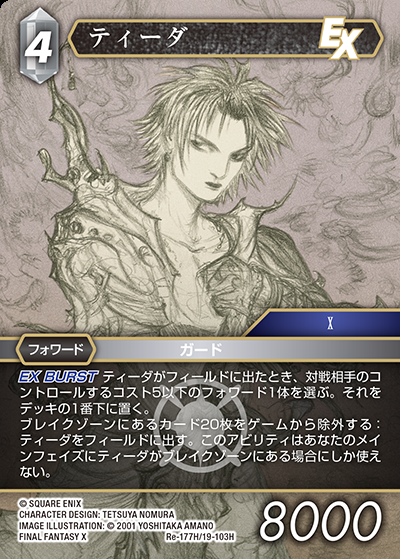 4
ティーダ
EX
X
フォワード
ガード
EX BURST ティーダがフィールドに出たとき、対戦相手のコ
ントロールするコスト5以下のフォワード1体を選ぶ。それを
デッキの1番下に置く。
ブレイクゾーンにあるカード20枚をゲームから除外する：
ティーダをフィールドに出す。このアビリティはあなたのメイ
ンフェイズにティーダがブレイクゾーンにある場合にしか使え
ない。
© SQUARE ENIX
CHARACTER DESIGN: TETSUYA NOMURA
IMAGE ILLUSTRATION: © 2001 YOSHITAKA AMANO
FINAL FANTASY X
Re-177H/19-103H
8000